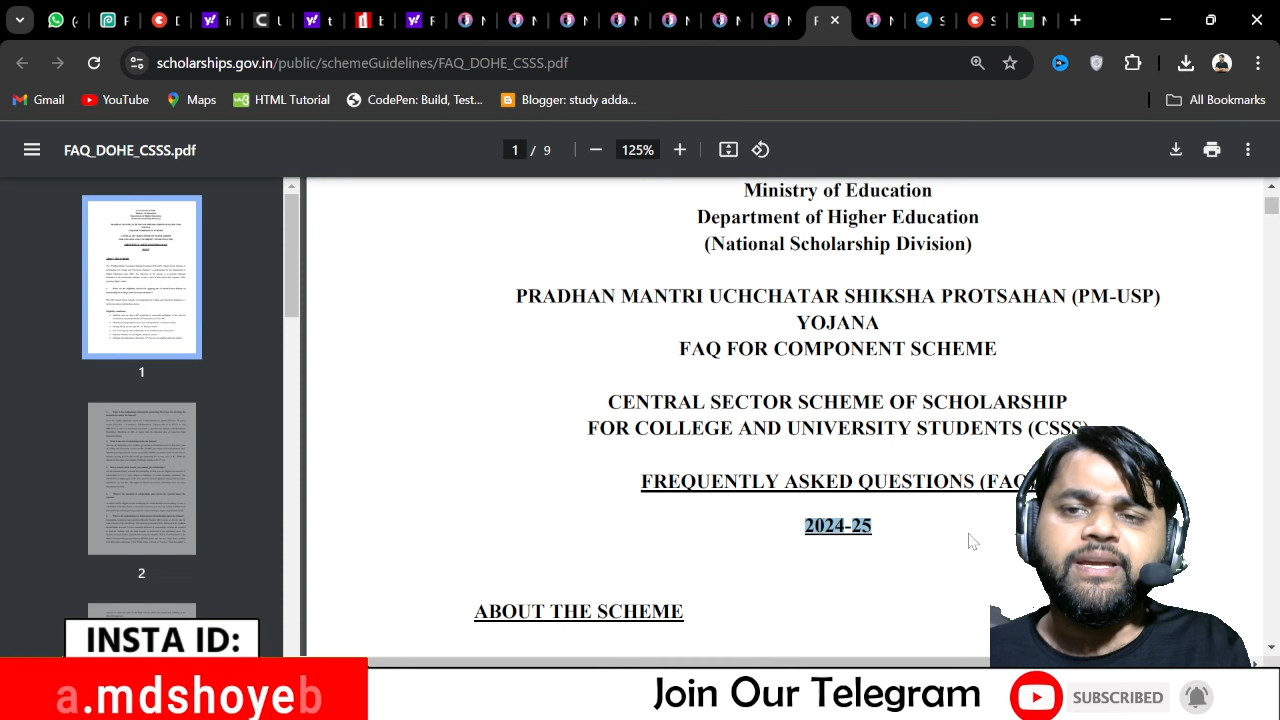 scholarships.gov.in/public/schemeGuidelines/FAQ_DOHE_CSSS.pdf
Gmail YouTube Maps HTML Tutorial CodePen: Build, Test... Blogger: study adda... All Bookmarks
FAQ_DOHE_CSSS.pdf 1 / 9 125%
Ministry of Education
Department of Higher Education
(National Scholarship Division)
PRADHAN MANTRI UCHCHATAR SHIKSHA PROTSAHAN (PM-USP)
YOJANA
FAQ FOR COMPONENT SCHEME
CENTRAL SECTOR SCHEME OF SCHOLARSHIP
FOR COLLEGE AND UNIVERSITY STUDENTS (CSSS)
FREQUENTLY ASKED QUESTIONS (FAQ
2024-25
ABOUT THE SCHEME
1
2
INSTA ID:
a.mdshoyeb
Join Our Telegram
SUBSCRIBED